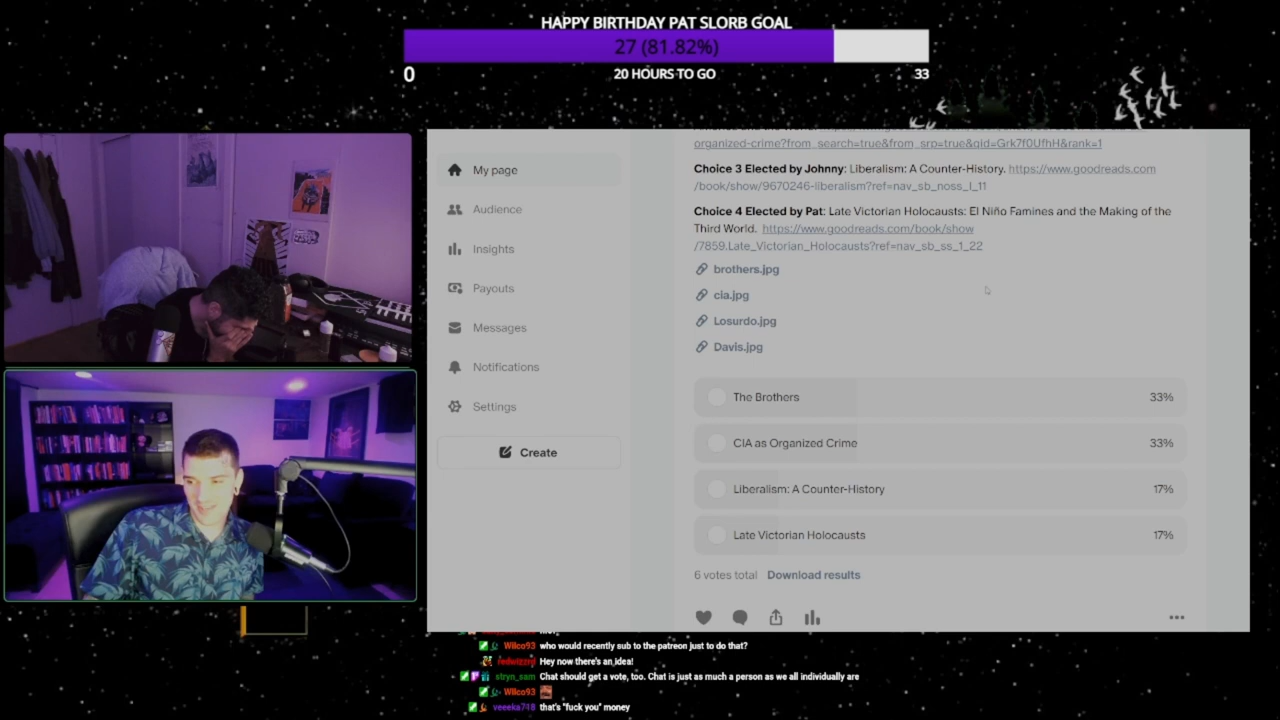 HAPPY BIRTHDAY PAT SLORB GOAL
27 (81.82%)
0
20 HOURS TO GO
33
organized-crime?from_search=true&from_srp=true&qid=Grk7f0UfhH&rank=1
My page
Audience
Insights
Payouts
Messages
Notifications
Settings
Create
Choice 3 Elected by Johnny: Liberalism: A Counter-History. https://www.goodreads.com
/book/show/9670246-liberalism?ref=nav_sb_noss_l_11
Choice 4 Elected by Pat: Late Victorian Holocausts: El Niño Famines and the Making of the
Third World. https://www.goodreads.com/book/show
/7859.Late_Victorian_Holocausts?ref=nav_sb_ss_1_22
brothers.jpg
cia.jpg
Losurdo.jpg
Davis.jpg
The Brothers 33%
CIA as Organized Crime 33%
Liberalism: A Counter-History 17%
Late Victorian Holocausts 17%
6 votes total Download results
Wilco93 who would recently sub to the patreon just to do that?
Hey now there's an idea!
stryn_sam Chat should get a vote, too. Chat is just as much a person as we all individually are
Wilco93
veeeka718 that's "fuck you" money